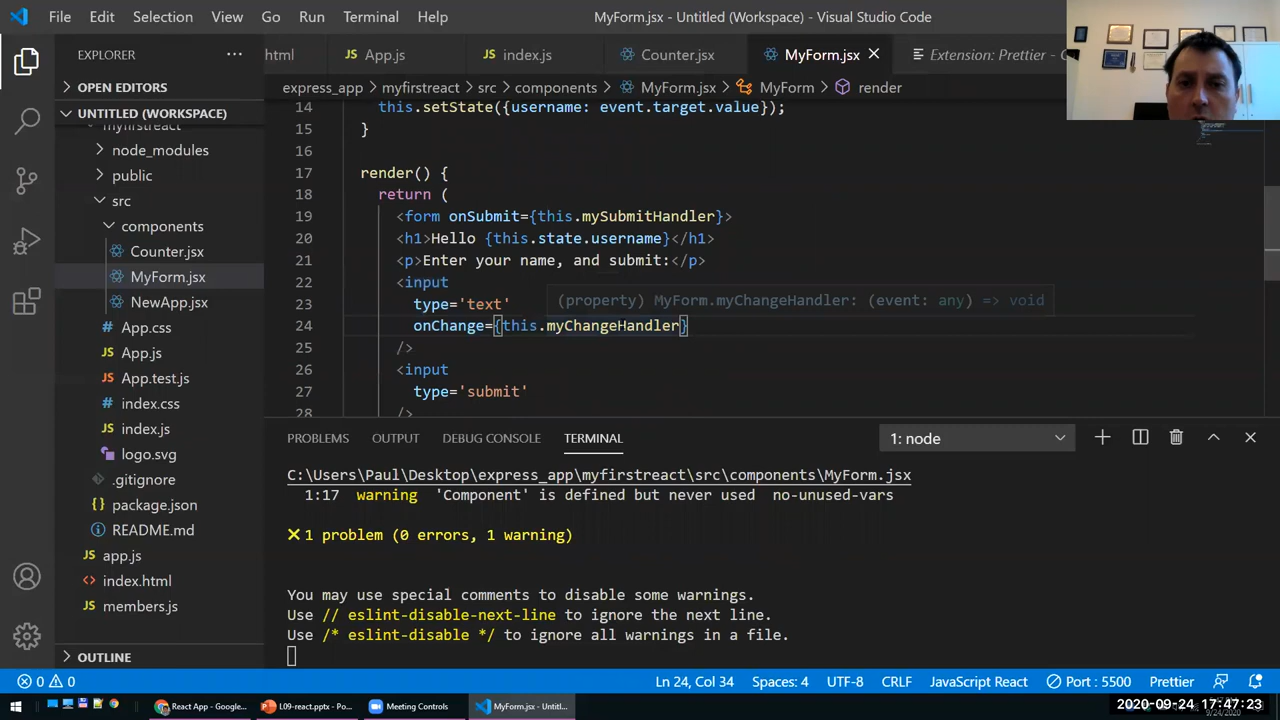 File Edit Selection View Go Run Terminal Help MyForm.jsx - Untitled (Workspace) - Visual Studio Code
EXPLORER ...
OPEN EDITORS
UNTITLED (WORKSPACE)
myfirstreact
node_modules
public
src
components
Counter.jsx
MyForm.jsx
NewApp.jsx
App.css
App.js
App.test.js
index.css
index.js
logo.svg
.gitignore
package.json
README.md
app.js
index.html
members.js
OUTLINE
html App.js index.js Counter.jsx MyForm.jsx Extension: Prettier - C
express_app > myfirstreact > src > components > MyForm.jsx > MyForm > render
14 this.setState({username: event.target.value});
15 }
16
17 render() {
18 return (
19 <form onSubmit={this.mySubmitHandler}>
20 <h1>Hello {this.state.username}</h1>
21 <p>Enter your name, and submit:</p>
22 <input
23 type='text'
(property) MyForm.myChangeHandler: (event: any) => void
24 onChange={this.myChangeHandler}
25 />
26 <input
27 type='submit'
28 />
PROBLEMS OUTPUT DEBUG CONSOLE TERMINAL 1: node
C:\Users\Paul\Desktop\express_app\myfirstreact\src\components\MyForm.jsx
1:17 warning 'Component' is defined but never used no-unused-vars
1 problem (0 errors, 1 warning)
You may use special comments to disable some warnings.
Use // eslint-disable-next-line to ignore the next line.
Use /* eslint-disable */ to ignore all warnings in a file.
0 0 Ln 24, Col 34 Spaces: 4 UTF-8 CRLF JavaScript React Port : 5500 Prettier
React App - Google... L09-react.pptx - Po... Meeting Controls MyForm.jsx - Untitl...
2020-09-24 17:47:23